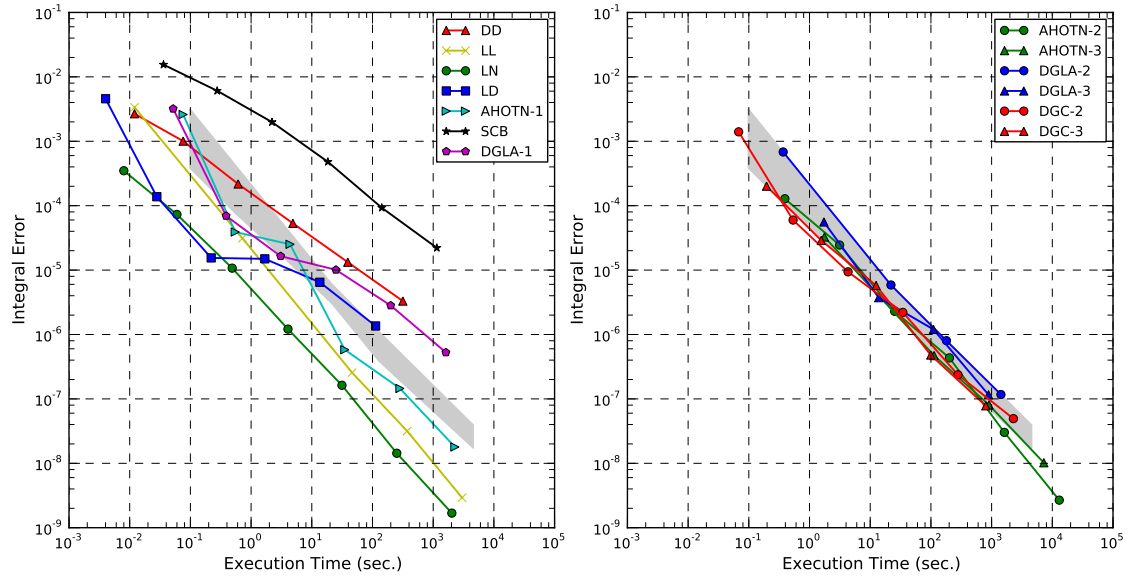 10^-1
10^-2
10^-3
10^-4
10^-5
10^-6
10^-7
10^-8
10^-9
Integral Error
10^-3 10^-2 10^-1 10^0 10^1 10^2 10^3 10^4 10^5
Execution Time (sec.)
DD
LL
LN
LD
AHOTN-1
SCB
DGLA-1
10^-1
10^-2
10^-3
10^-4
10^-5
10^-6
10^-7
10^-8
10^-9
Integral Error
10^-3 10^-2 10^-1 10^0 10^1 10^2 10^3 10^4 10^5
Execution Time (sec.)
AHOTN-2
AHOTN-3
DGLA-2
DGLA-3
DGC-2
DGC-3